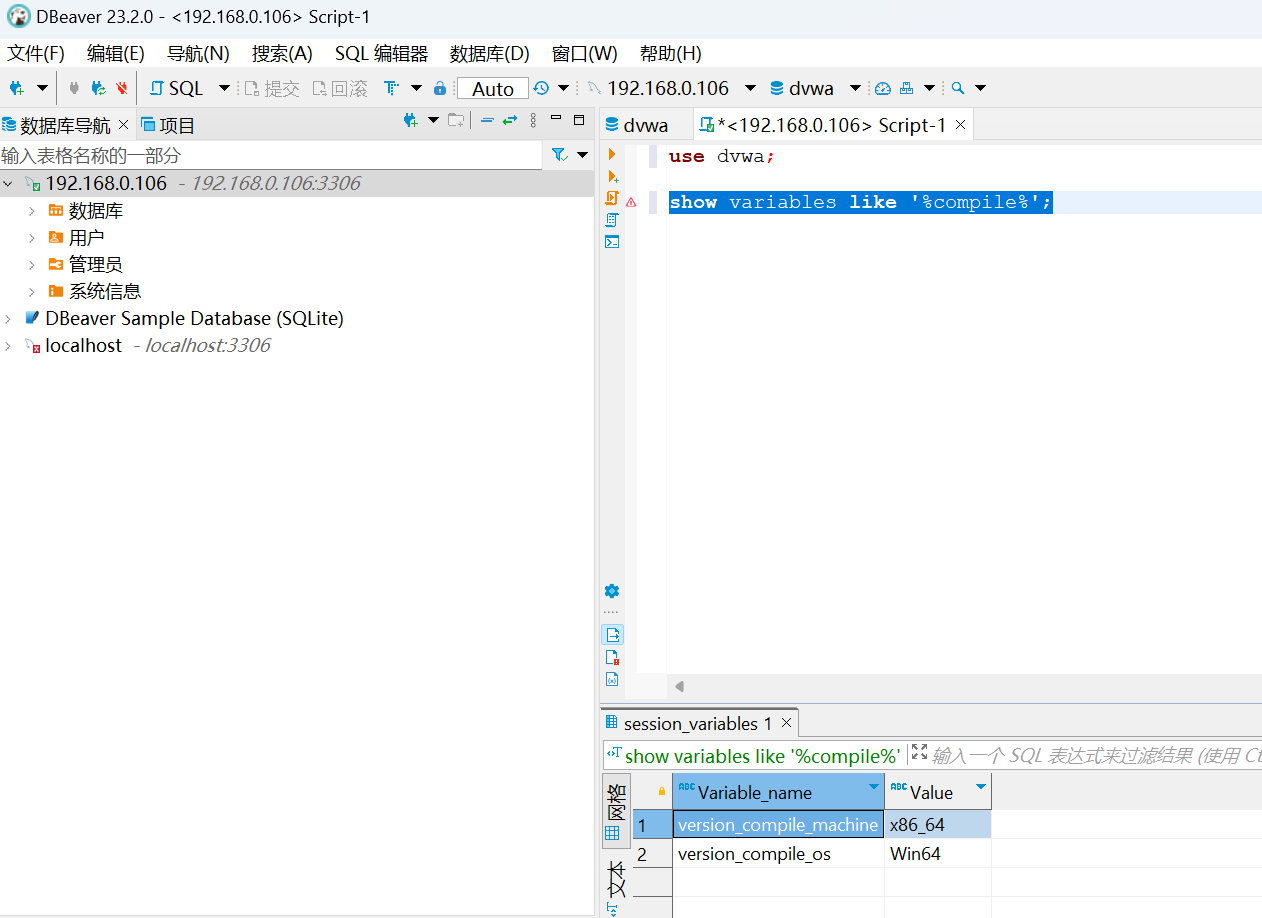 DBeaver 23.2.0 - <192.168.0.106> Script-1
文件(F) 编辑(E) 导航(N) 搜索(A) SQL 编辑器 数据库(D) 窗口(W) 帮助(H)
SQL 提交 回滚 Auto 192.168.0.106 dvwa
数据库导航 项目
输入表格名称的一部分
192.168.0.106 - 192.168.0.106:3306
数据库
用户
管理员
系统信息
DBeaver Sample Database (SQLite)
localhost - localhost:3306
dvwa *<192.168.0.106> Script-1
use dvwa;
show variables like '%compile%';
session_variables 1
show variables like '%compile%' 输入一个 SQL 表达式来过滤结果 (使用 Ct
网格
文本
ABC Variable_name ABC Value
1 version_compile_machine x86_64
2 version_compile_os Win64